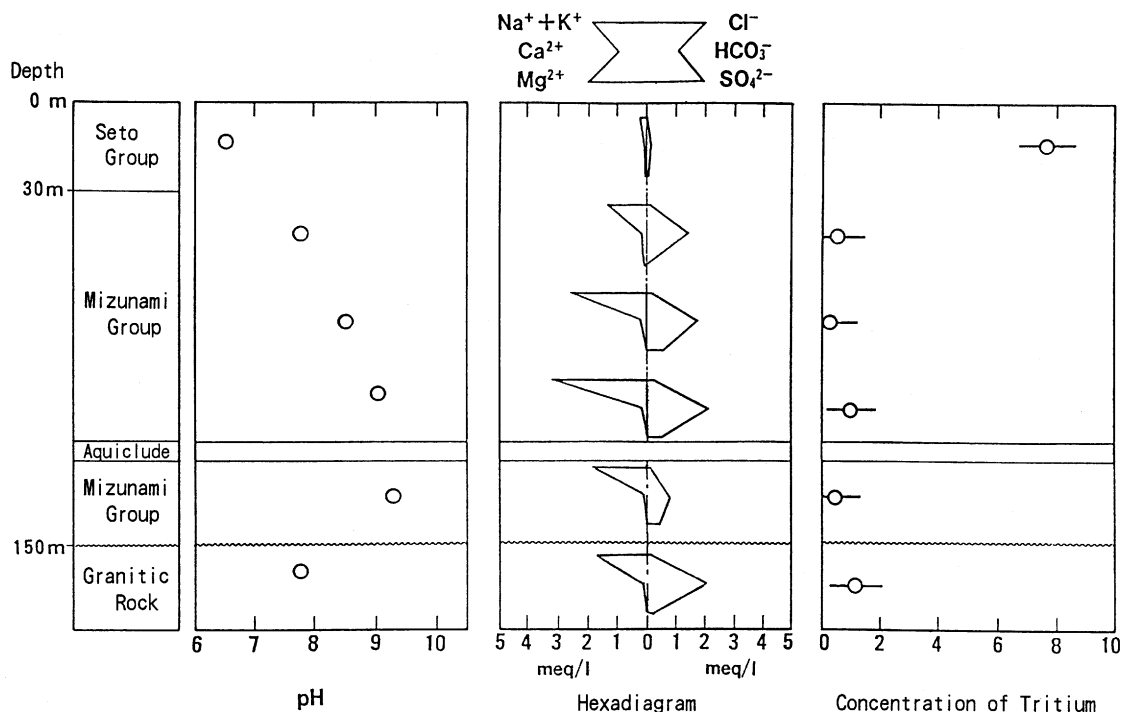 Na⁺+K⁺ Cl⁻
Ca²⁺ HCO₃⁻
Mg²⁺ SO₄²⁻
Depth
0 m
Seto
Group
30m
Mizunami
Group
Aquiclude
Mizunami
Group
150m
Granitic
Rock
6 7 8 9 10
pH
5 4 3 2 1 0 1 2 3 4 5
meq/l meq/l
Hexadiagram
0 2 4 6 8 10
Concentration of Tritium